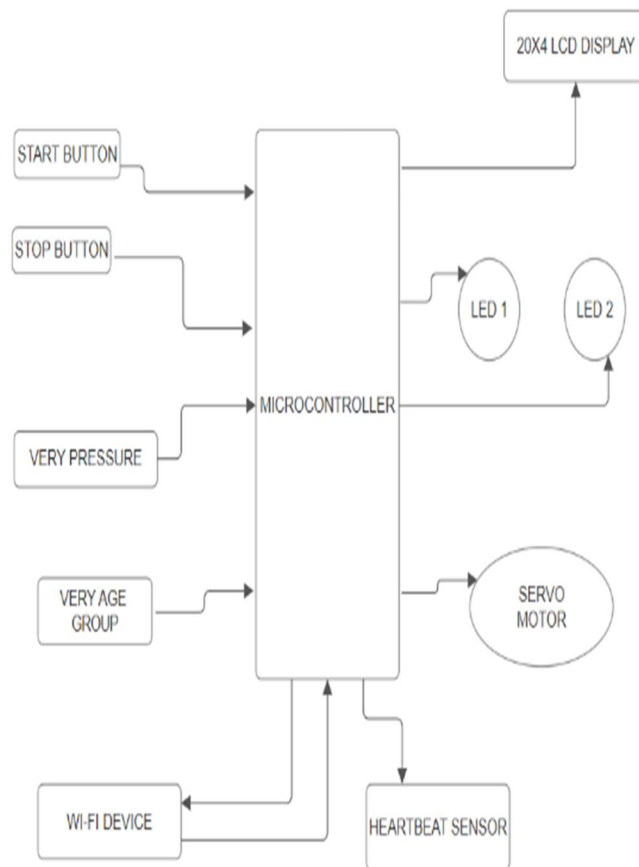 20X4 LCD DISPLAY
START BUTTON
STOP BUTTON
LED 1
LED 2
MICROCONTROLLER
VERY PRESSURE
VERY AGE
GROUP
SERVO
MOTOR
WI-FI DEVICE
HEARTBEAT SENSOR